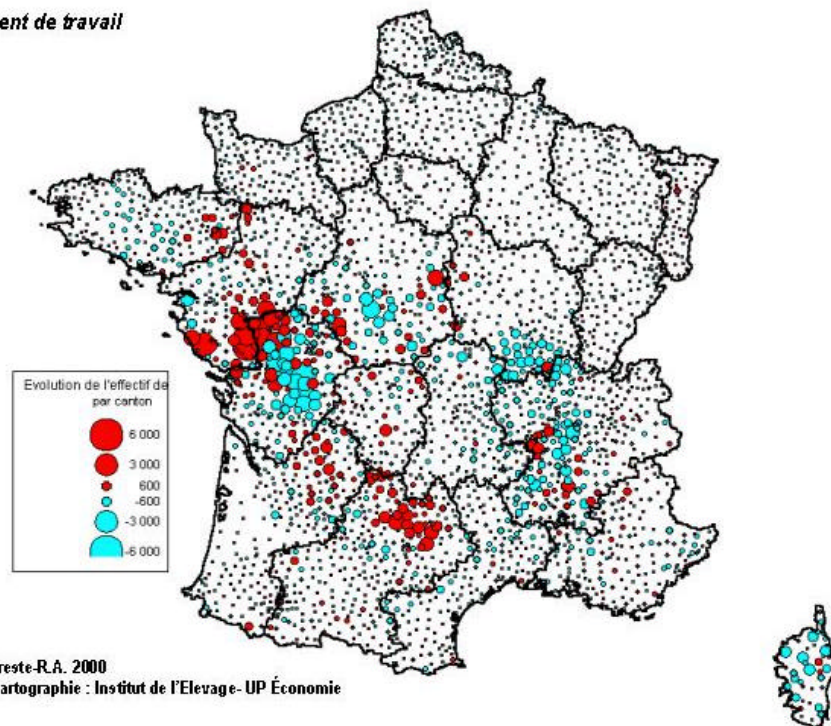 ent de travail
Evolution de l'effectif de
par canton
6 000
3 000
600
-600
-3 000
-6 000
reste-R.A. 2000
artographie : Institut de l'Elevage- UP Économie